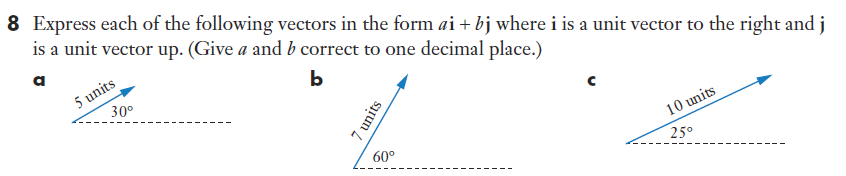 8 Express each of the following vectors in the form ai + bj where i is a unit vector to the right and j
is a unit vector up. (Give a and b correct to one decimal place.)
a
5 units
30°
b
7 units
60°
c
10 units
25°